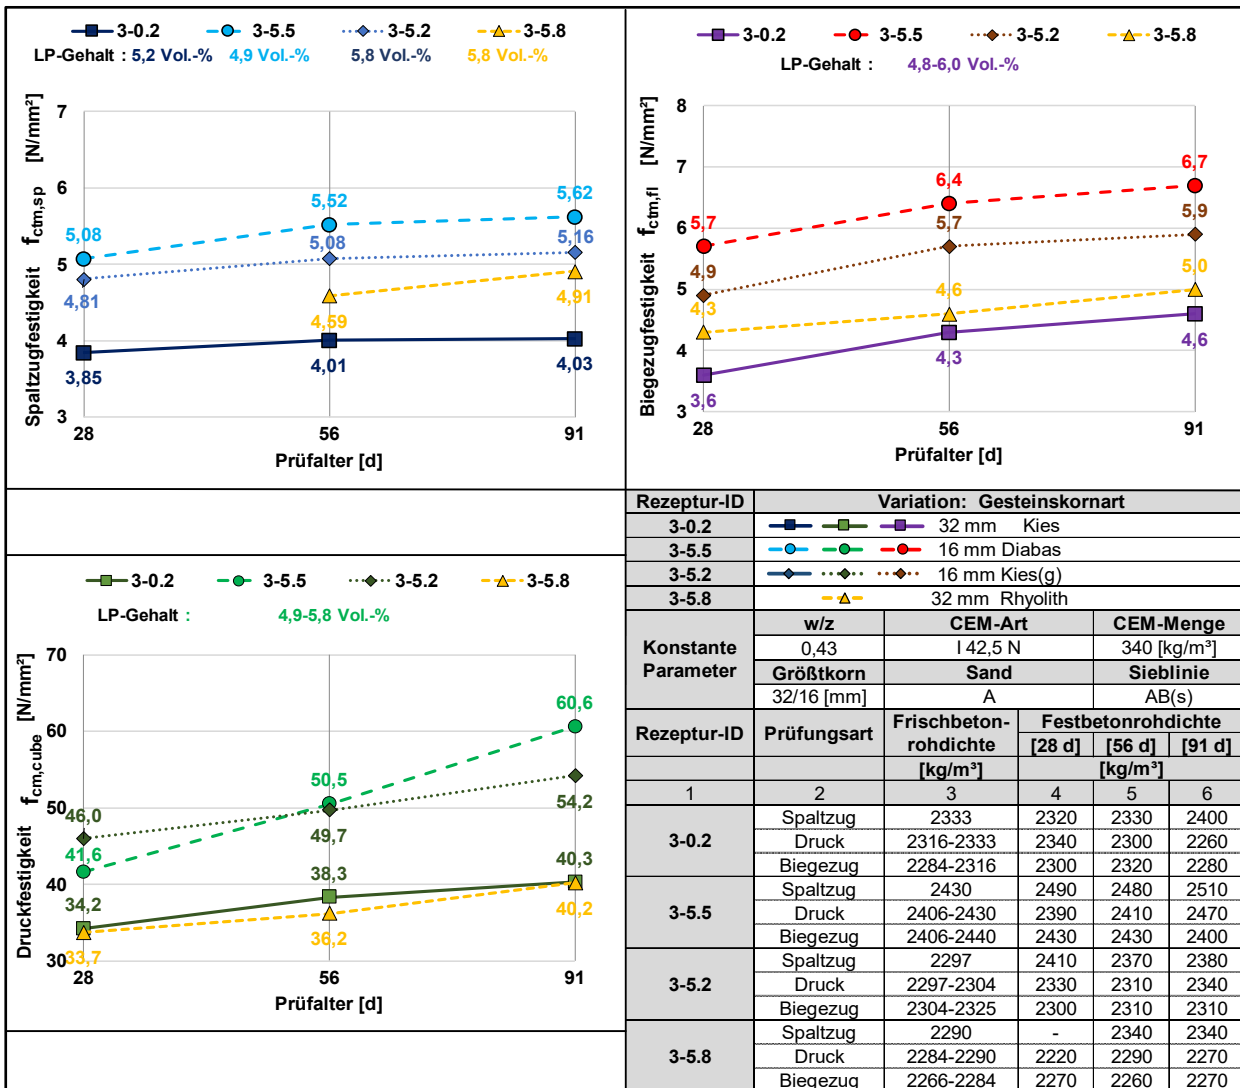 3-0.2 3-5.5 3-5.2 3-5.8
LP-Gehalt : 5,2 Vol.-% 4,9 Vol.-% 5,8 Vol.-% 5,8 Vol.-%
Spaltzugfestigkeit f ctm,sp [N/mm²]
7
6
5
4
3
5,08 5,52 5,62
4,81 5,08 5,16
4,59 4,91
3,85 4,01 4,03
28 56 91
Prüfalter [d]
3-0.2 3-5.5 3-5.2 3-5.8
LP-Gehalt : 4,8-6,0 Vol.-%
Biegezugfestigkeit f ctm,fl [N/mm²]
8
7
6
5
4
3
5,7 6,4 6,7
4,9 5,7 5,9
4,3 4,6 5,0
3,6 4,3 4,6
28 56 91
Prüfalter [d]
3-0.2 3-5.5 3-5.2 3-5.8
LP-Gehalt : 4,9-5,8 Vol.-%
Druckfestigkeit f cm,cube [N/mm²]
70
60
50
40
30
46,0 49,7 54,2
41,6 50,5 60,6
34,2 38,3 40,3
33,7 36,2 40,2
28 56 91
Prüfalter [d]
Rezeptur-ID Variation: Gesteinskornart
3-0.2 32 mm Kies
3-5.5 16 mm Diabas
3-5.2 16 mm Kies(g)
3-5.8 32 mm Rhyolith
Konstante Parameter w/z CEM-Art CEM-Menge
0,43 I 42,5 N 340 [kg/m³]
Größtkorn Sand Sieblinie
32/16 [mm] A AB(s)
Rezeptur-ID Prüfungsart Frischbeton-rohdichte Festbetonrohdichte
[28 d] [56 d] [91 d]
[kg/m³] [kg/m³]
1 2 3 4 5 6
3-0.2 Spaltzug 2333 2320 2330 2400
Druck 2316-2333 2340 2300 2260
Biegezug 2284-2316 2300 2320 2280
3-5.5 Spaltzug 2430 2490 2480 2510
Druck 2406-2430 2390 2410 2470
Biegezug 2406-2440 2430 2430 2400
3-5.2 Spaltzug 2297 2410 2370 2380
Druck 2297-2304 2330 2310 2340
Biegezug 2304-2325 2300 2310 2310
3-5.8 Spaltzug 2290 - 2340 2340
Druck 2284-2290 2220 2290 2270
Biegezug 2266-2284 2270 2260 2270